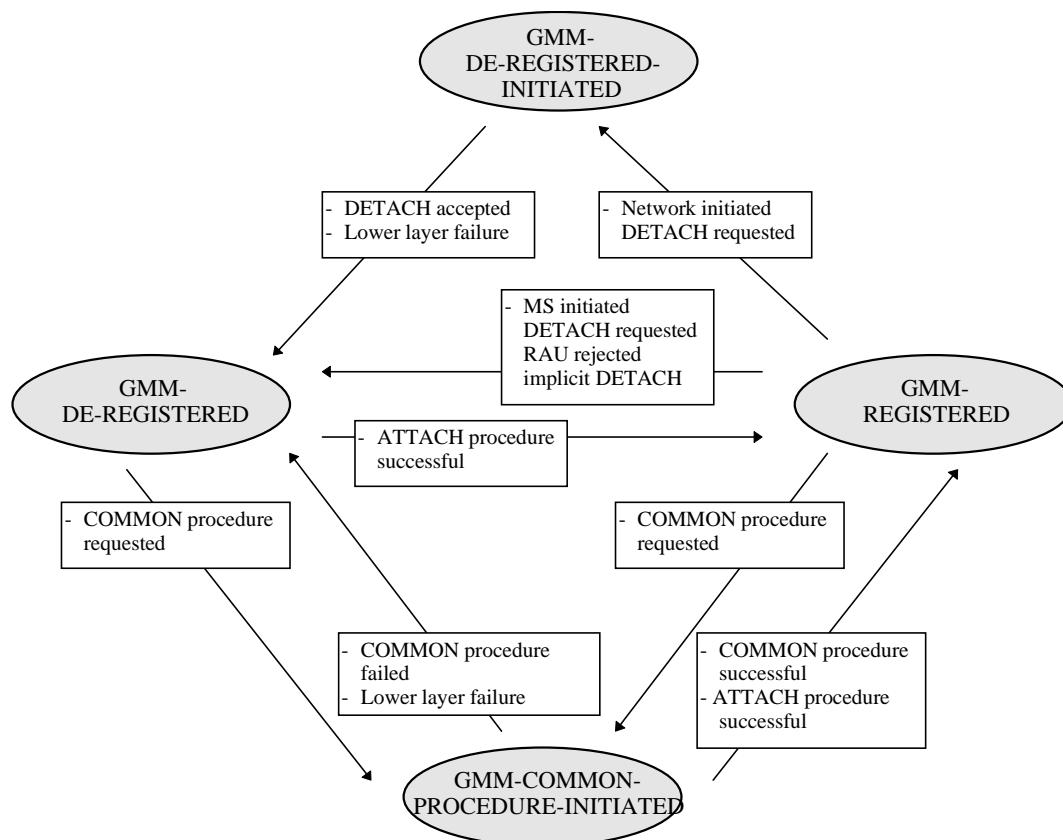 GMM-
DE-REGISTERED-
INITIATED
- DETACH accepted
- Lower layer failure
- Network initiated
DETACH requested
- MS initiated
DETACH requested
RAU rejected
implicit DETACH
GMM-
DE-REGISTERED
GMM-
REGISTERED
- ATTACH procedure
successful
- COMMON procedure
requested
- COMMON procedure
requested
- COMMON procedure
failed
- Lower layer failure
- COMMON procedure
successful
- ATTACH procedure
successful
GMM-COMMON-
PROCEDURE-INITIATED